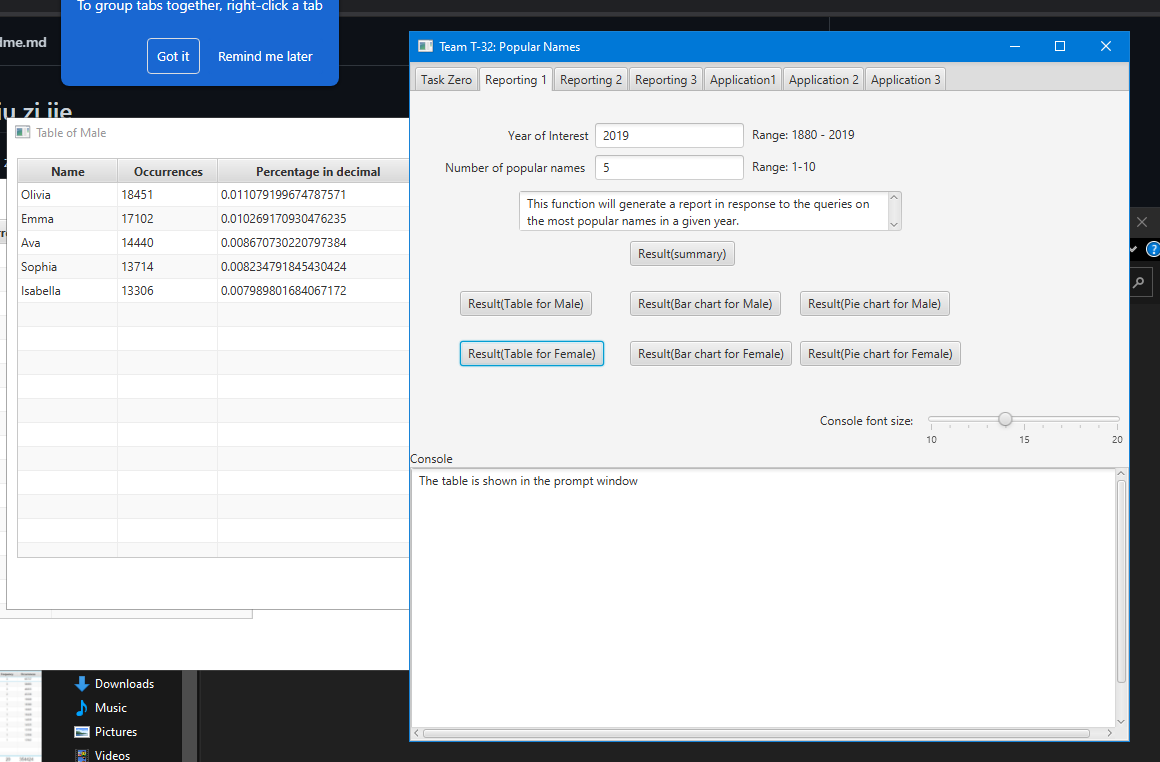 To group tabs together, right-click a tab
Got it
Remind me later
me.md
zi jie
Table of Male
Name Occurrences Percentage in decimal
Olivia 18451 0.011079199674787571
Emma 17102 0.010269170930476235
Ava 14440 0.008670730220797384
Sophia 13714 0.008234791845430424
Isabella 13306 0.007989801684067172
Team T-32: Popular Names
Task Zero Reporting 1 Reporting 2 Reporting 3 Application1 Application 2 Application 3
Year of Interest 2019 Range: 1880 - 2019
Number of popular names 5 Range: 1-10
This function will generate a report in response to the queries on
the most popular names in a given year.
Result(summary)
Result(Table for Male) Result(Bar chart for Male) Result(Pie chart for Male)
Result(Table for Female) Result(Bar chart for Female) Result(Pie chart for Female)
Console font size:
10 15 20
Console
The table is shown in the prompt window
Downloads
Music
Pictures
Videos